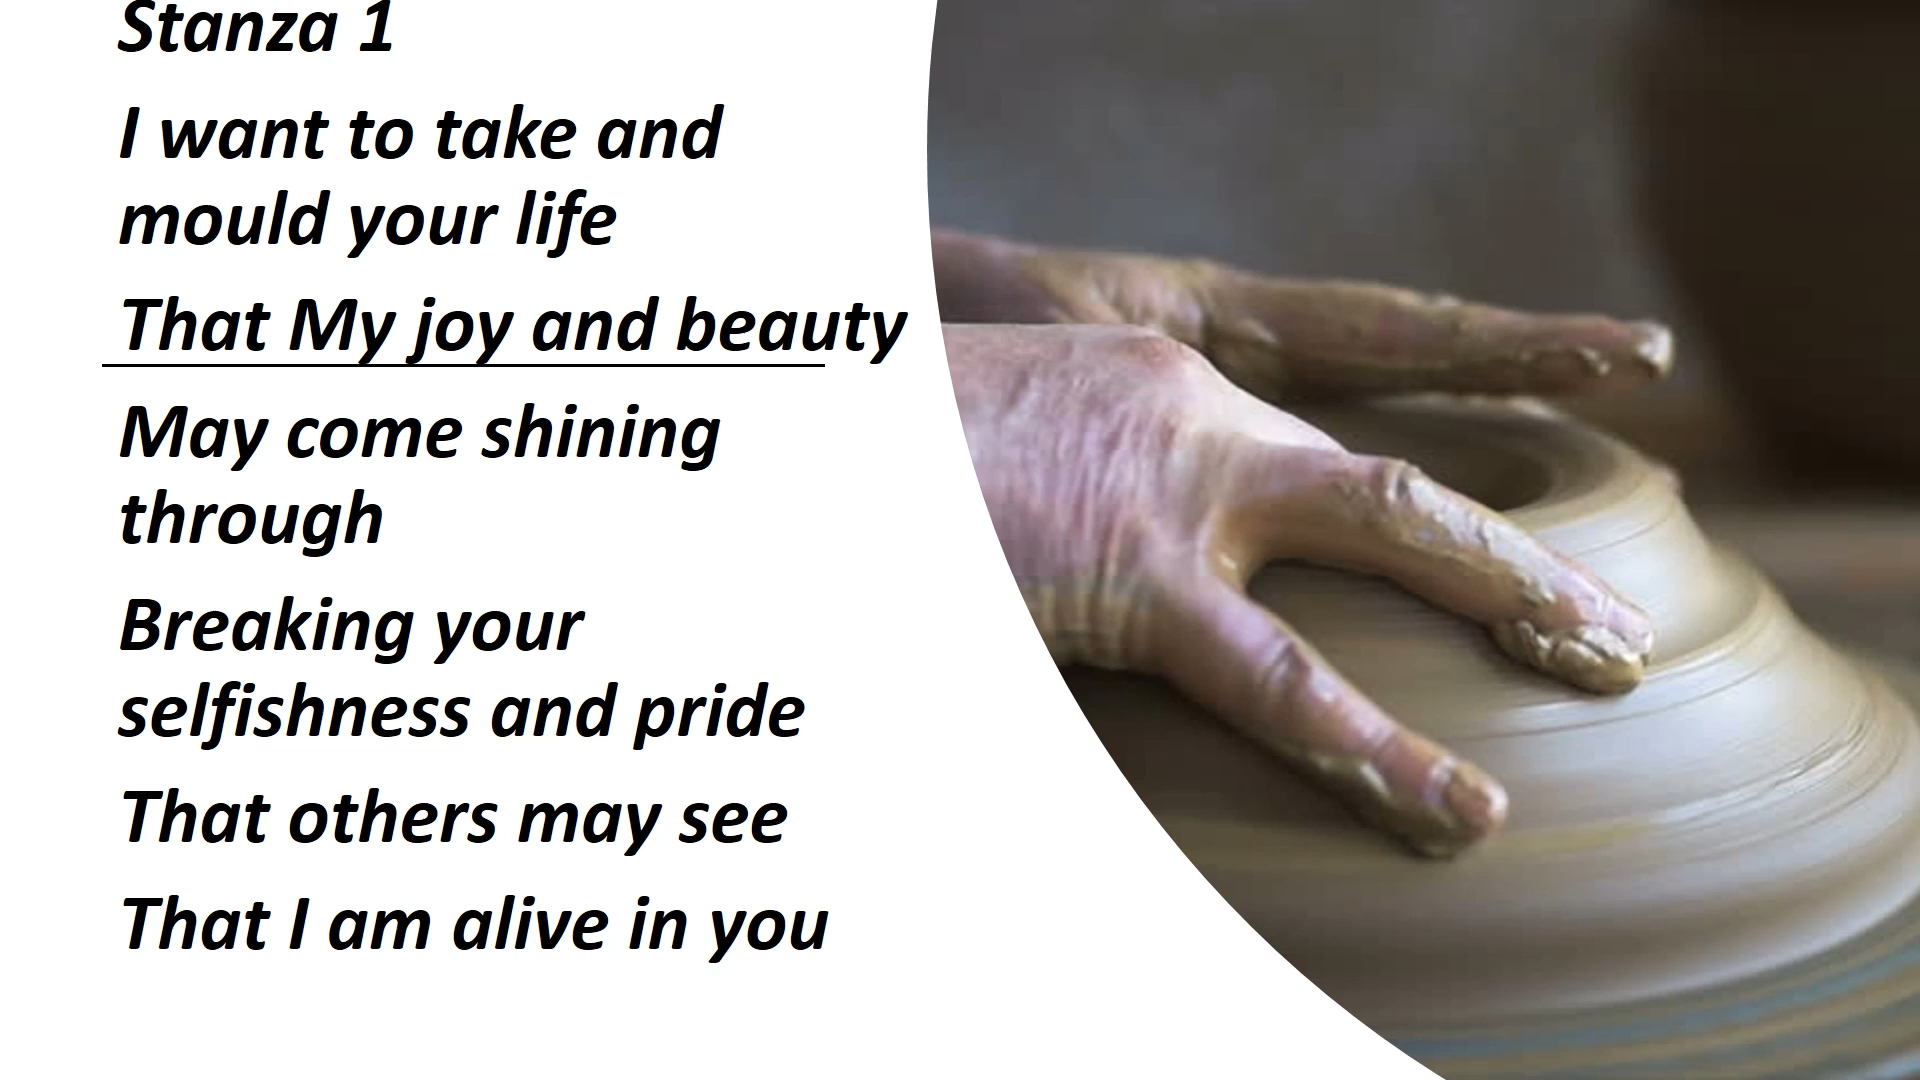 Stanza 1
I want to take and
mould your life
That My joy and beauty
May come shining
through
Breaking your
selfishness and pride
That others may see
That I am alive in you